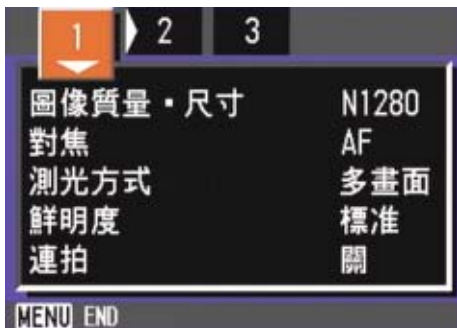 1 2 3
圖像質量・尺寸 N1280
對焦 AF
測光方式 多畫面
鮮明度 標准
連拍 關
MENU END